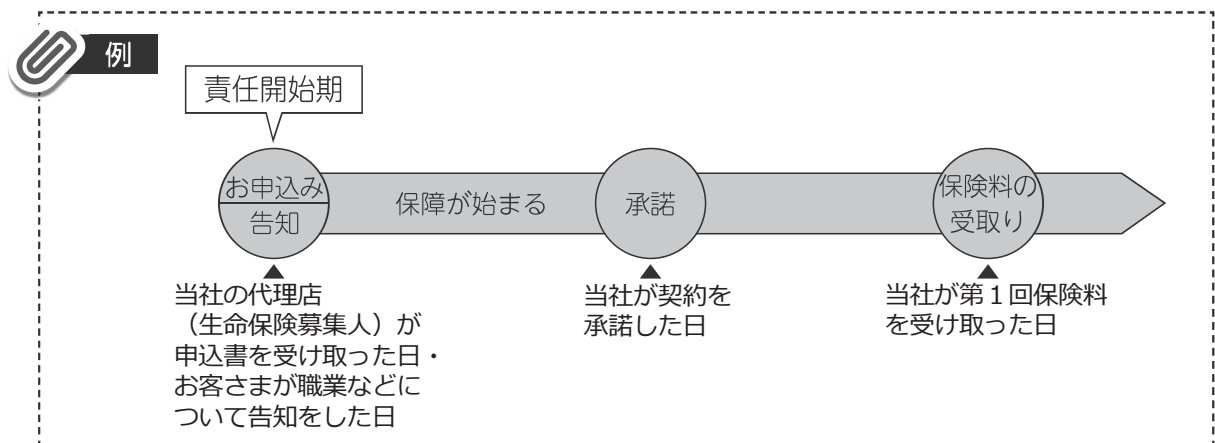 例
責任開始期
お申込み
告知
保障が始まる
承諾
保険料の
受取り
当社の代理店
（生命保険募集人）が
申込書を受け取った日・
お客さまが職業などに
ついて告知をした日
当社が契約を
承諾した日
当社が第１回保険料
を受け取った日